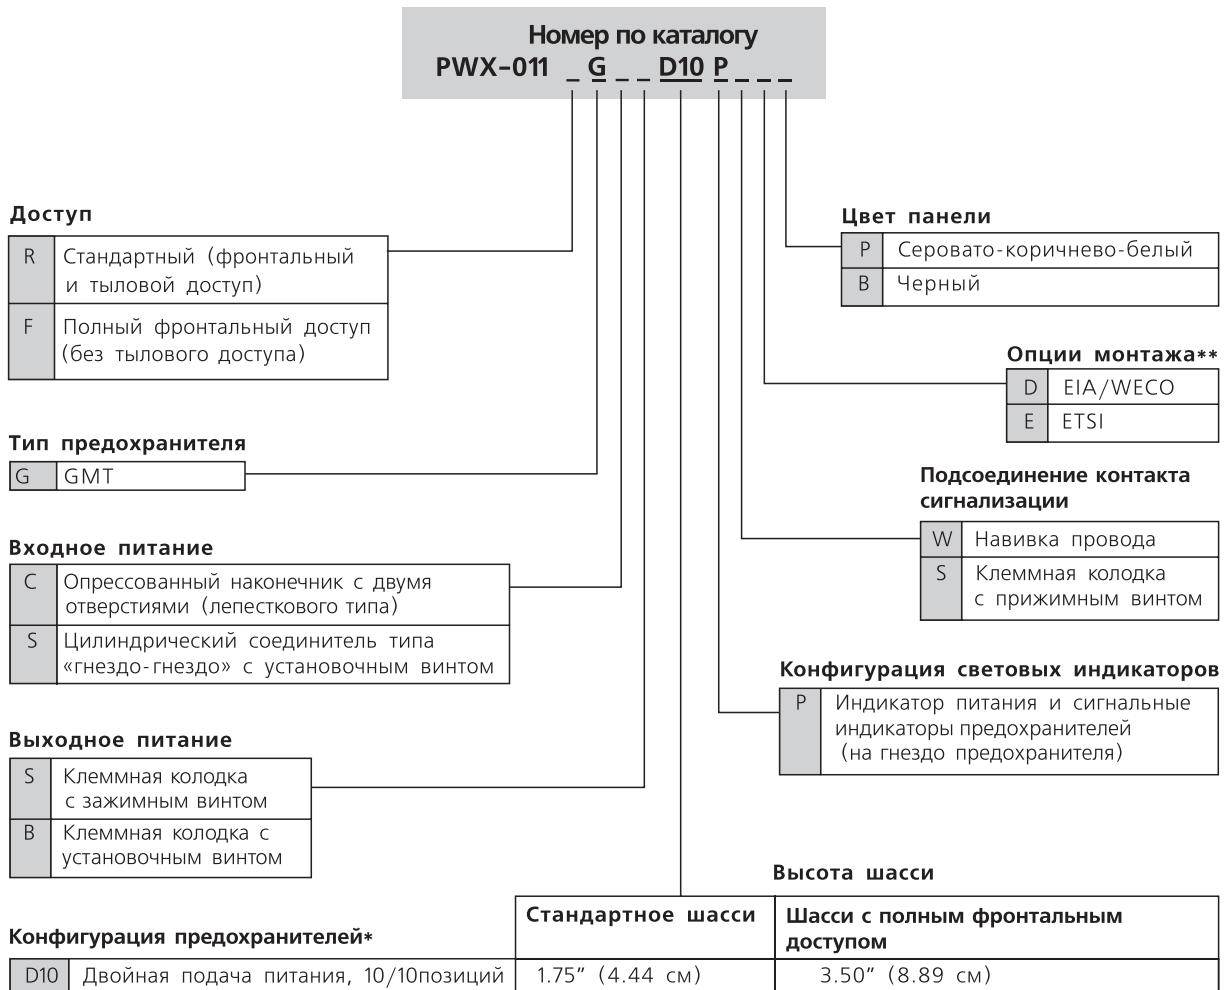 Номер по каталогу
PWX-011 _ G _ _ D10 P _ _ _
Доступ
R Стандартный (фронтальный
и тыловой доступ)
F Полный фронтальный доступ
(без тылового доступа)
Тип предохранителя
G GMT
Входное питание
C Опрессованный наконечник с двумя
отверстиями (лепесткового типа)
S Цилиндрический соединитель типа
«гнездо-гнездо» с установочным винтом
Выходное питание
S Клеммная колодка
с зажимным винтом
B Клеммная колодка с
установочным винтом
Цвет панели
P Серовато-коричнево-белый
B Черный
Опции монтажа**
D EIA/WECO
E ETSI
Подсоединение контакта
сигнализации
W Навивка провода
S Клеммная колодка
с прижимным винтом
Конфигурация световых индикаторов
P Индикатор питания и сигнальные
индикаторы предохранителей
(на гнездо предохранителя)
Высота шасси
Стандартное шасси Шасси с полным фронтальным
доступом
Конфигурация предохранителей*
D10 Двойная подача питания, 10/10позиций 1.75” (4.44 см) 3.50” (8.89 см)